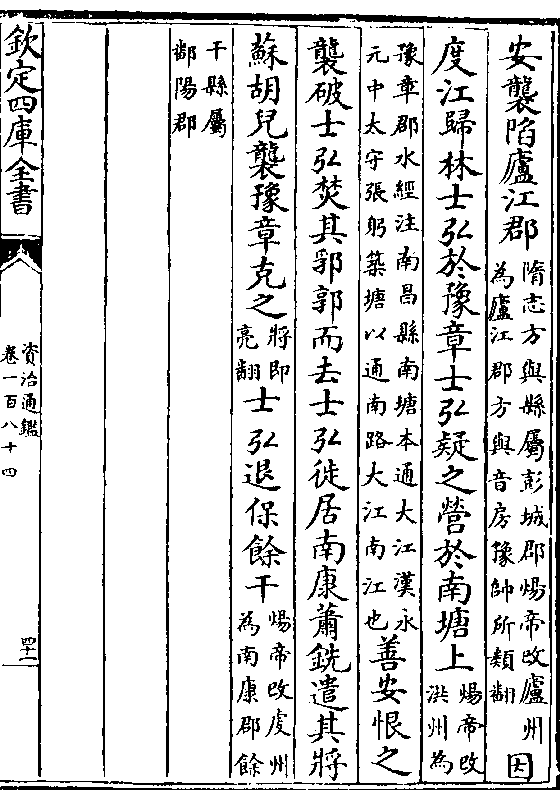 安襲陷廬江郡隋志方與縣屬彭城郡煬帝改廬州為廬江郡方與音房豫帥所類翻因
度江歸林士弘於豫章士弘疑之營於南塘上煬帝改洪州為
豫章郡水經注南昌縣南塘本通大江漢永元中太守張躬築塘以通南路大江南江也善安恨之
襲破士弘焚其郛郭而去士弘徙居南康蕭銑遣其將
蘇胡兒襲豫章克之將即亮翻士弘退保餘干煬帝改虔州為南康郡餘
干縣屬鄱陽郡
欽定四庫全書
資治通鑑
卷一百八十四
四十一